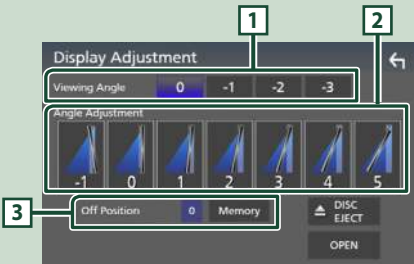 1 2
Display Adjustment
Viewing Angle 0 -1 -2 -3
Angle Adjustment
-1 0 1 2 3 4 5
3
Off Position 0 Memory
DISC
EJECT
OPEN